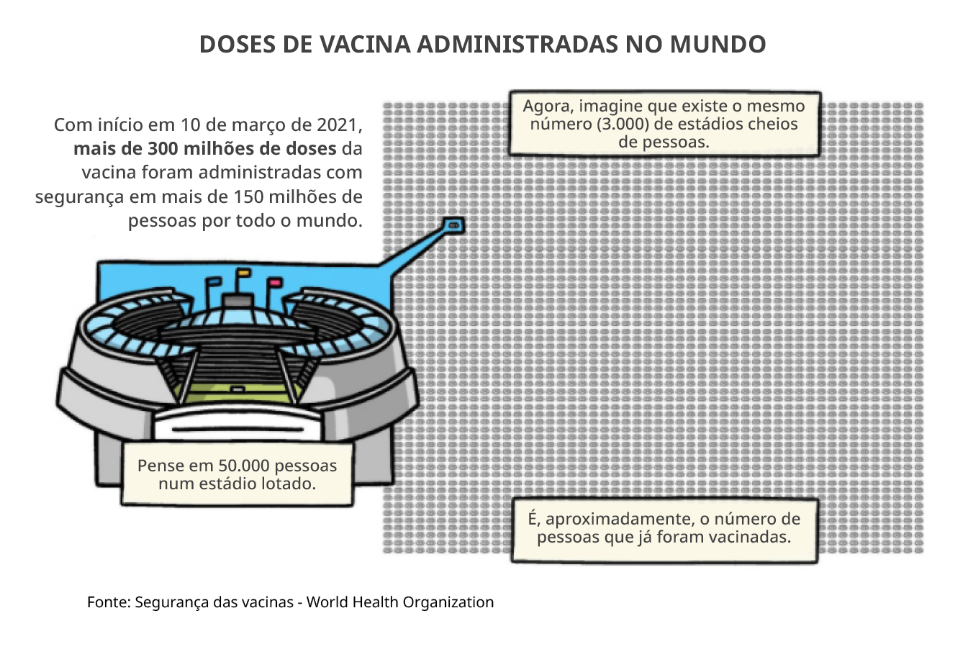 DOSES DE VACINA ADMINISTRADAS NO MUNDO
Com início em 10 de março de 2021,
mais de 300 milhões de doses da
vacina foram administradas com
segurança em mais de 150 milhões de
pessoas por todo o mundo.
Pense em 50.000 pessoas
num estádio lotado.
Agora, imagine que existe o mesmo
número (3.000) de estádios cheios
de pessoas.
É, aproximadamente, o número de
pessoas que já foram vacinadas.
Fonte: Segurança das vacinas - World Health Organization